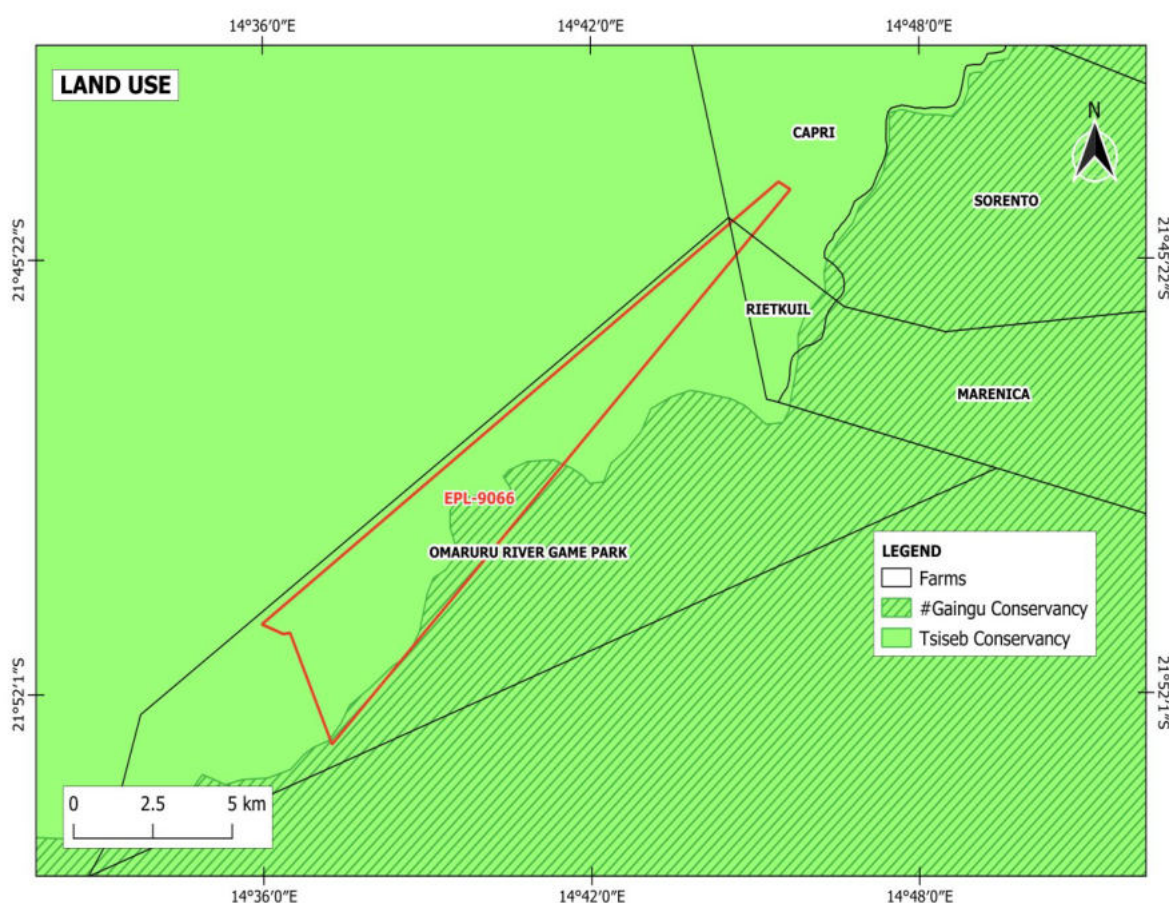 14°36'0"E
14°42'0"E
14°48'0"E
LAND USE
N
CAPRI
SORENTO
21°45'22"S
21°45'22"S
RIETKUIL
MARENICA
EPL-9066
OMARURU RIVER GAME PARK
LEGEND
Farms
#Gaingu Conservancy
Tsiseb Conservancy
21°52'1"S
21°52'1"S
0 2.5 5 km
14°36'0"E
14°42'0"E
14°48'0"E